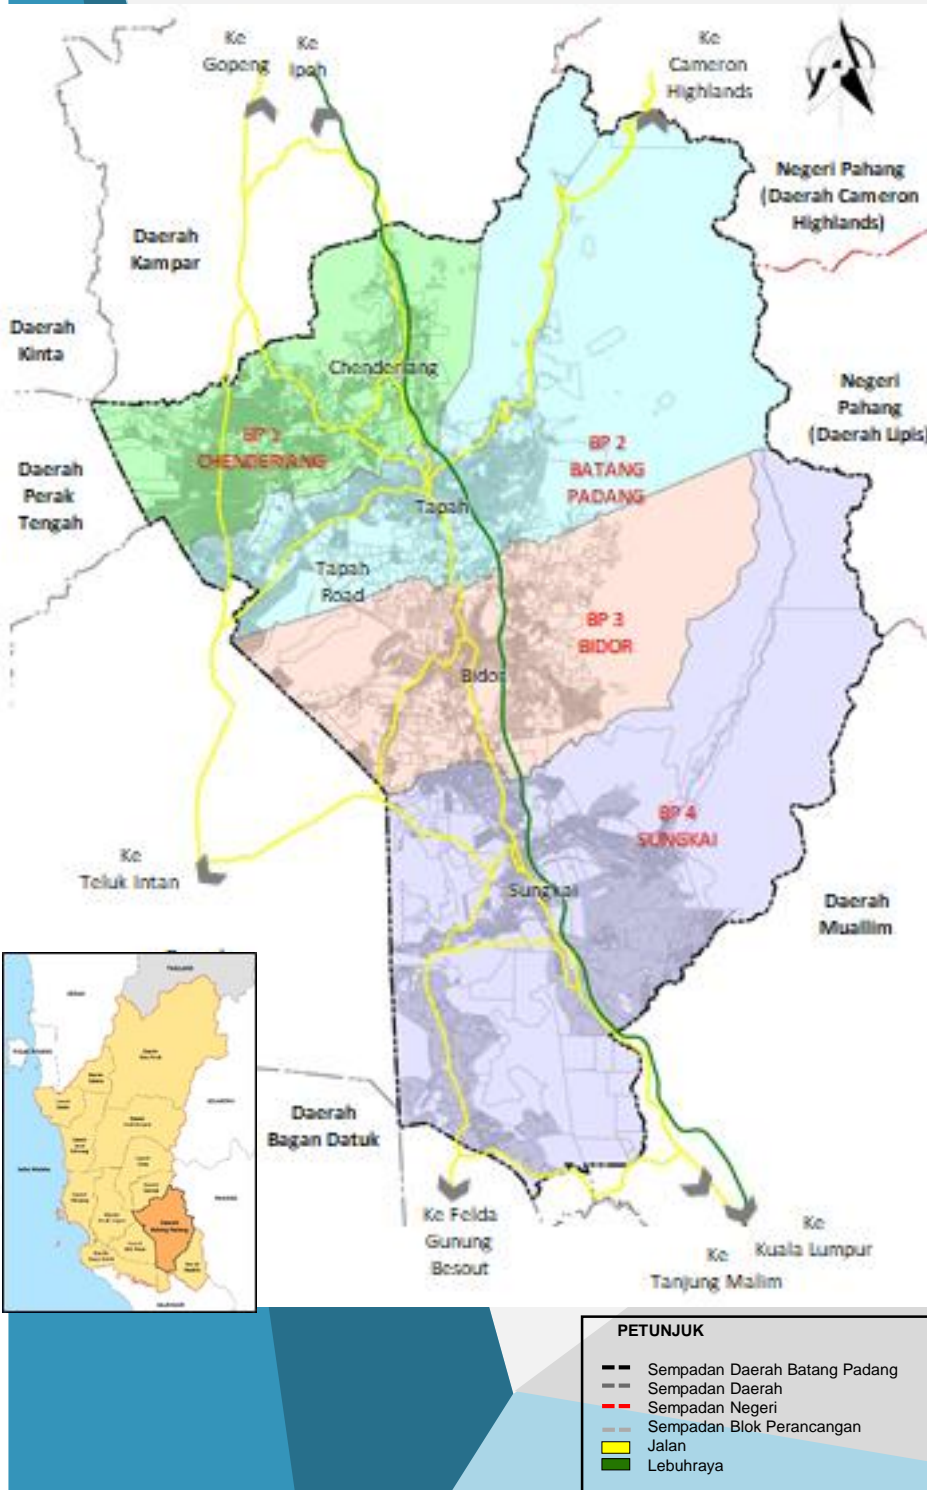 Ke
Gopeng
Ke
Ipoh
Ke
Cameron
Highlands
Negeri Pahang
(Daerah Cameron
Highlands)
Daerah
Kampar
Daerah
Kinta
Chenderiang
Negeri
Pahang
(Daerah Lipis)
BP 1
CHENDERIANG
BP 2
BATANG
PADANG
Daerah
Perak
Tengah
Tapah
Tapah
Road
BP 3
BIDOR
Bidor
BP 4
SUNGKAI
Ke
Teluk Intan
Sungkai
Daerah
Muallim
Daerah
Bagan Datuk
Ke Felda
Gunung
Besout
Ke
Kuala Lumpur
Ke
Tanjung Malim
PETUNJUK
Sempadan Daerah Batang Padang
Sempadan Daerah
Sempadan Negeri
Sempadan Blok Perancangan
Jalan
Lebuhraya